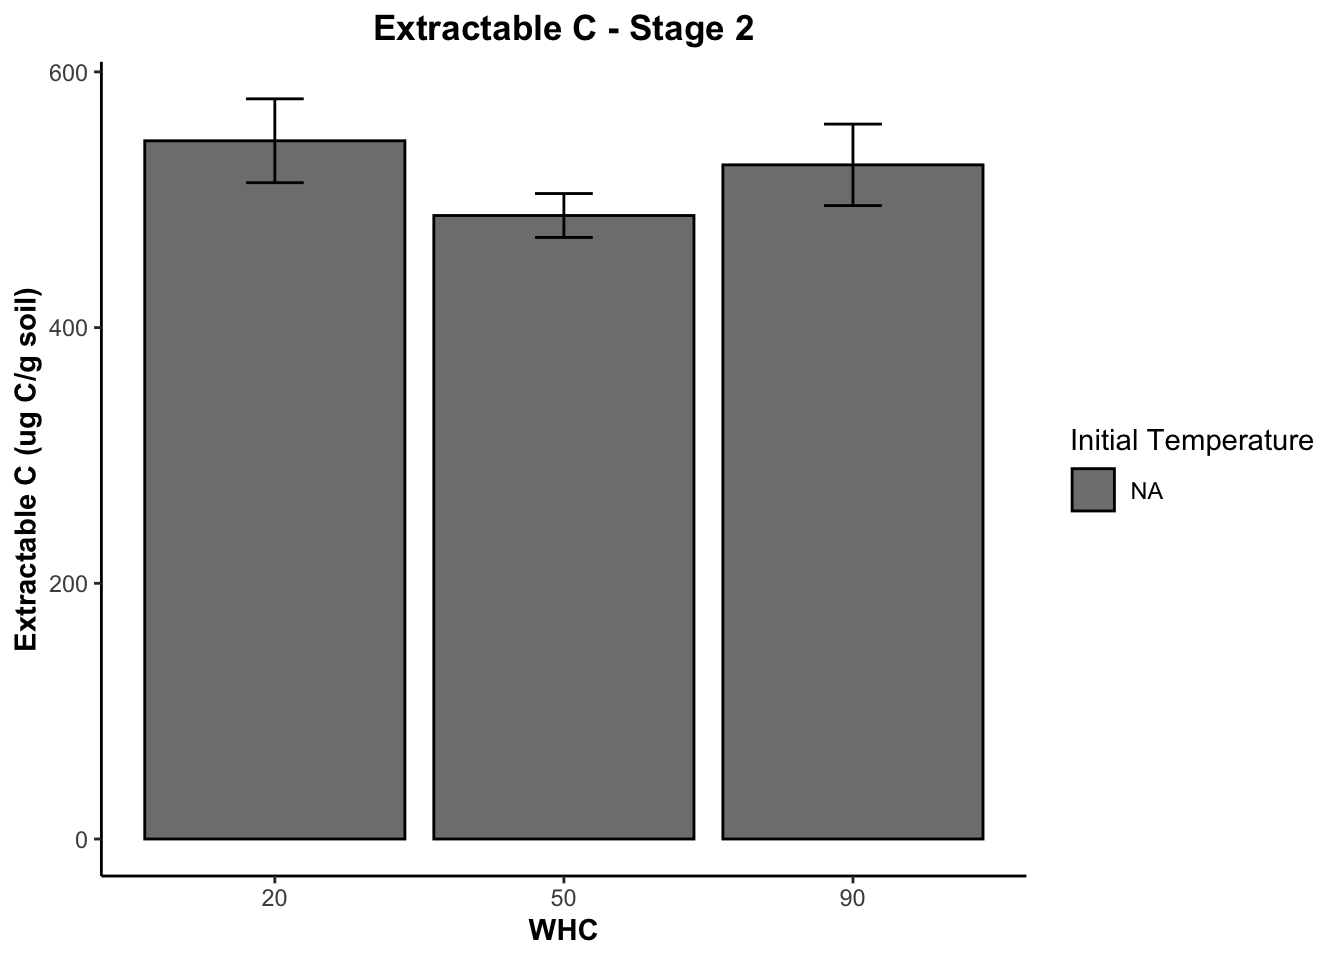 Extractable C - Stage 2
Extractable C (ug C/g soil)
600
400
200
0
20 50 90
WHC
Initial Temperature
NA